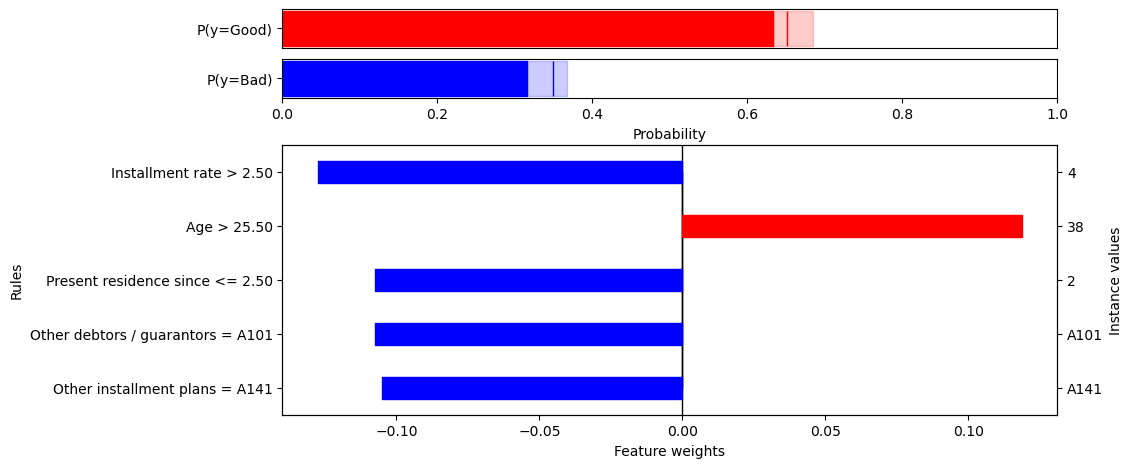 P(y=Good)
P(y=Bad)
0.0 0.2 0.4 0.6 0.8 1.0
Probability
Installment rate > 2.50 4
Age > 25.50 38
Present residence since <= 2.50 2
Other debtors / guarantors = A101 A101
Other installment plans = A141 A141
Rules
Instance values
−0.10 −0.05 0.00 0.05 0.10
Feature weights